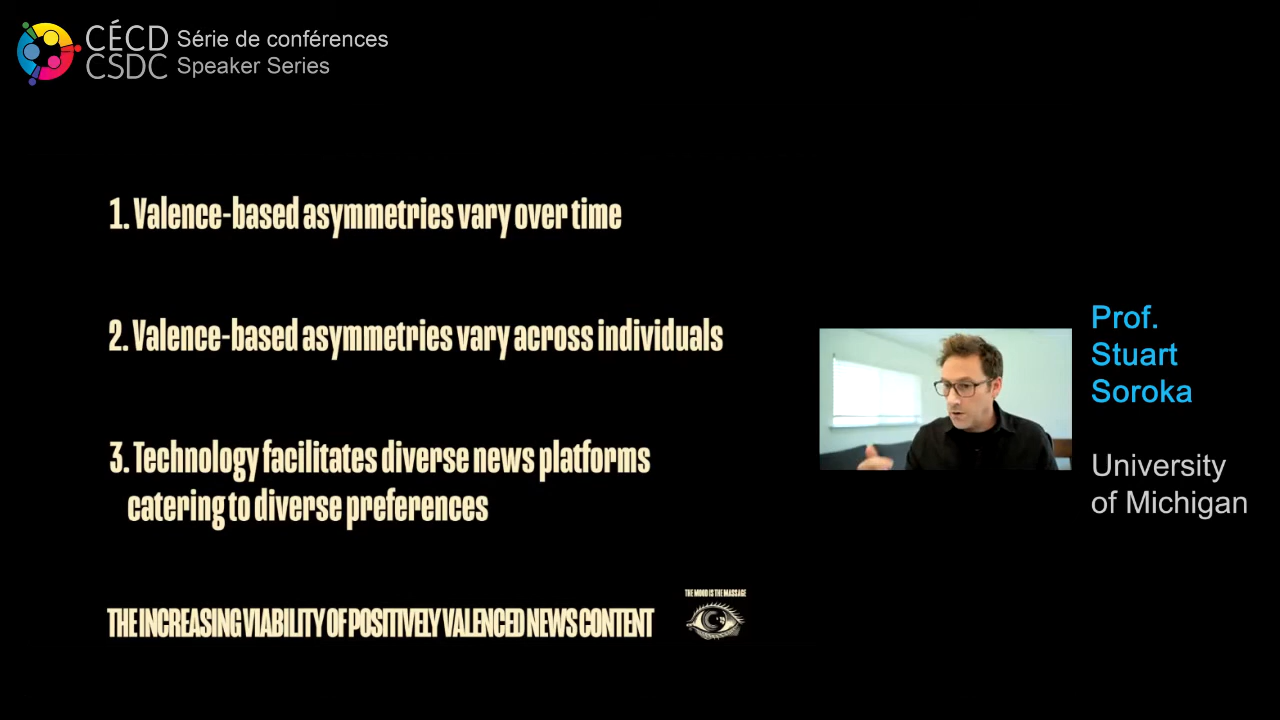 CÉCD Série de conférences
CSDC Speaker Series
1. Valence-based asymmetries vary over time
2. Valence-based asymmetries vary across individuals
3. Technology facilitates diverse news platforms
catering to diverse preferences
THE INCREASING VIABILITY OF POSITIVELY VALENCED NEWS CONTENT
THE MOOD IS THE MASSAGE
Prof.
Stuart
Soroka
University
of Michigan